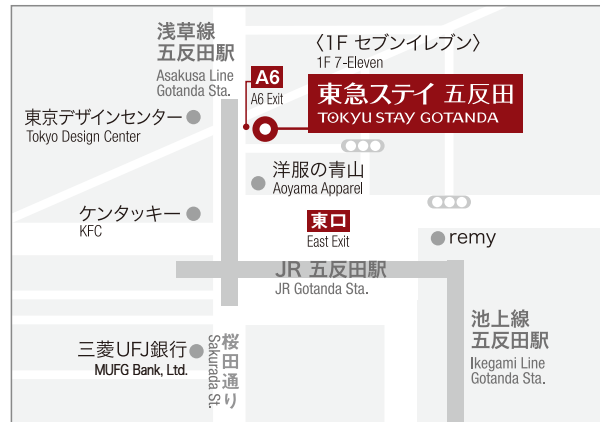 浅草線
五反田駅
Asakusa Line
Gotanda Sta.
〈1F セブンイレブン〉
1F 7-Eleven
A6
A6 Exit
東急ステイ 五反田
TOKYU STAY GOTANDA
東京デザインセンター
Tokyo Design Center
洋服の青山
Aoyama Apparel
ケンタッキー
KFC
東口
East Exit
remy
JR 五反田駅
JR Gotanda Sta.
池上線
五反田駅
Ikegami Line
Gotanda Sta.
三菱UFJ銀行
MUFG Bank, Ltd.
桜田通り
Sakurada St.